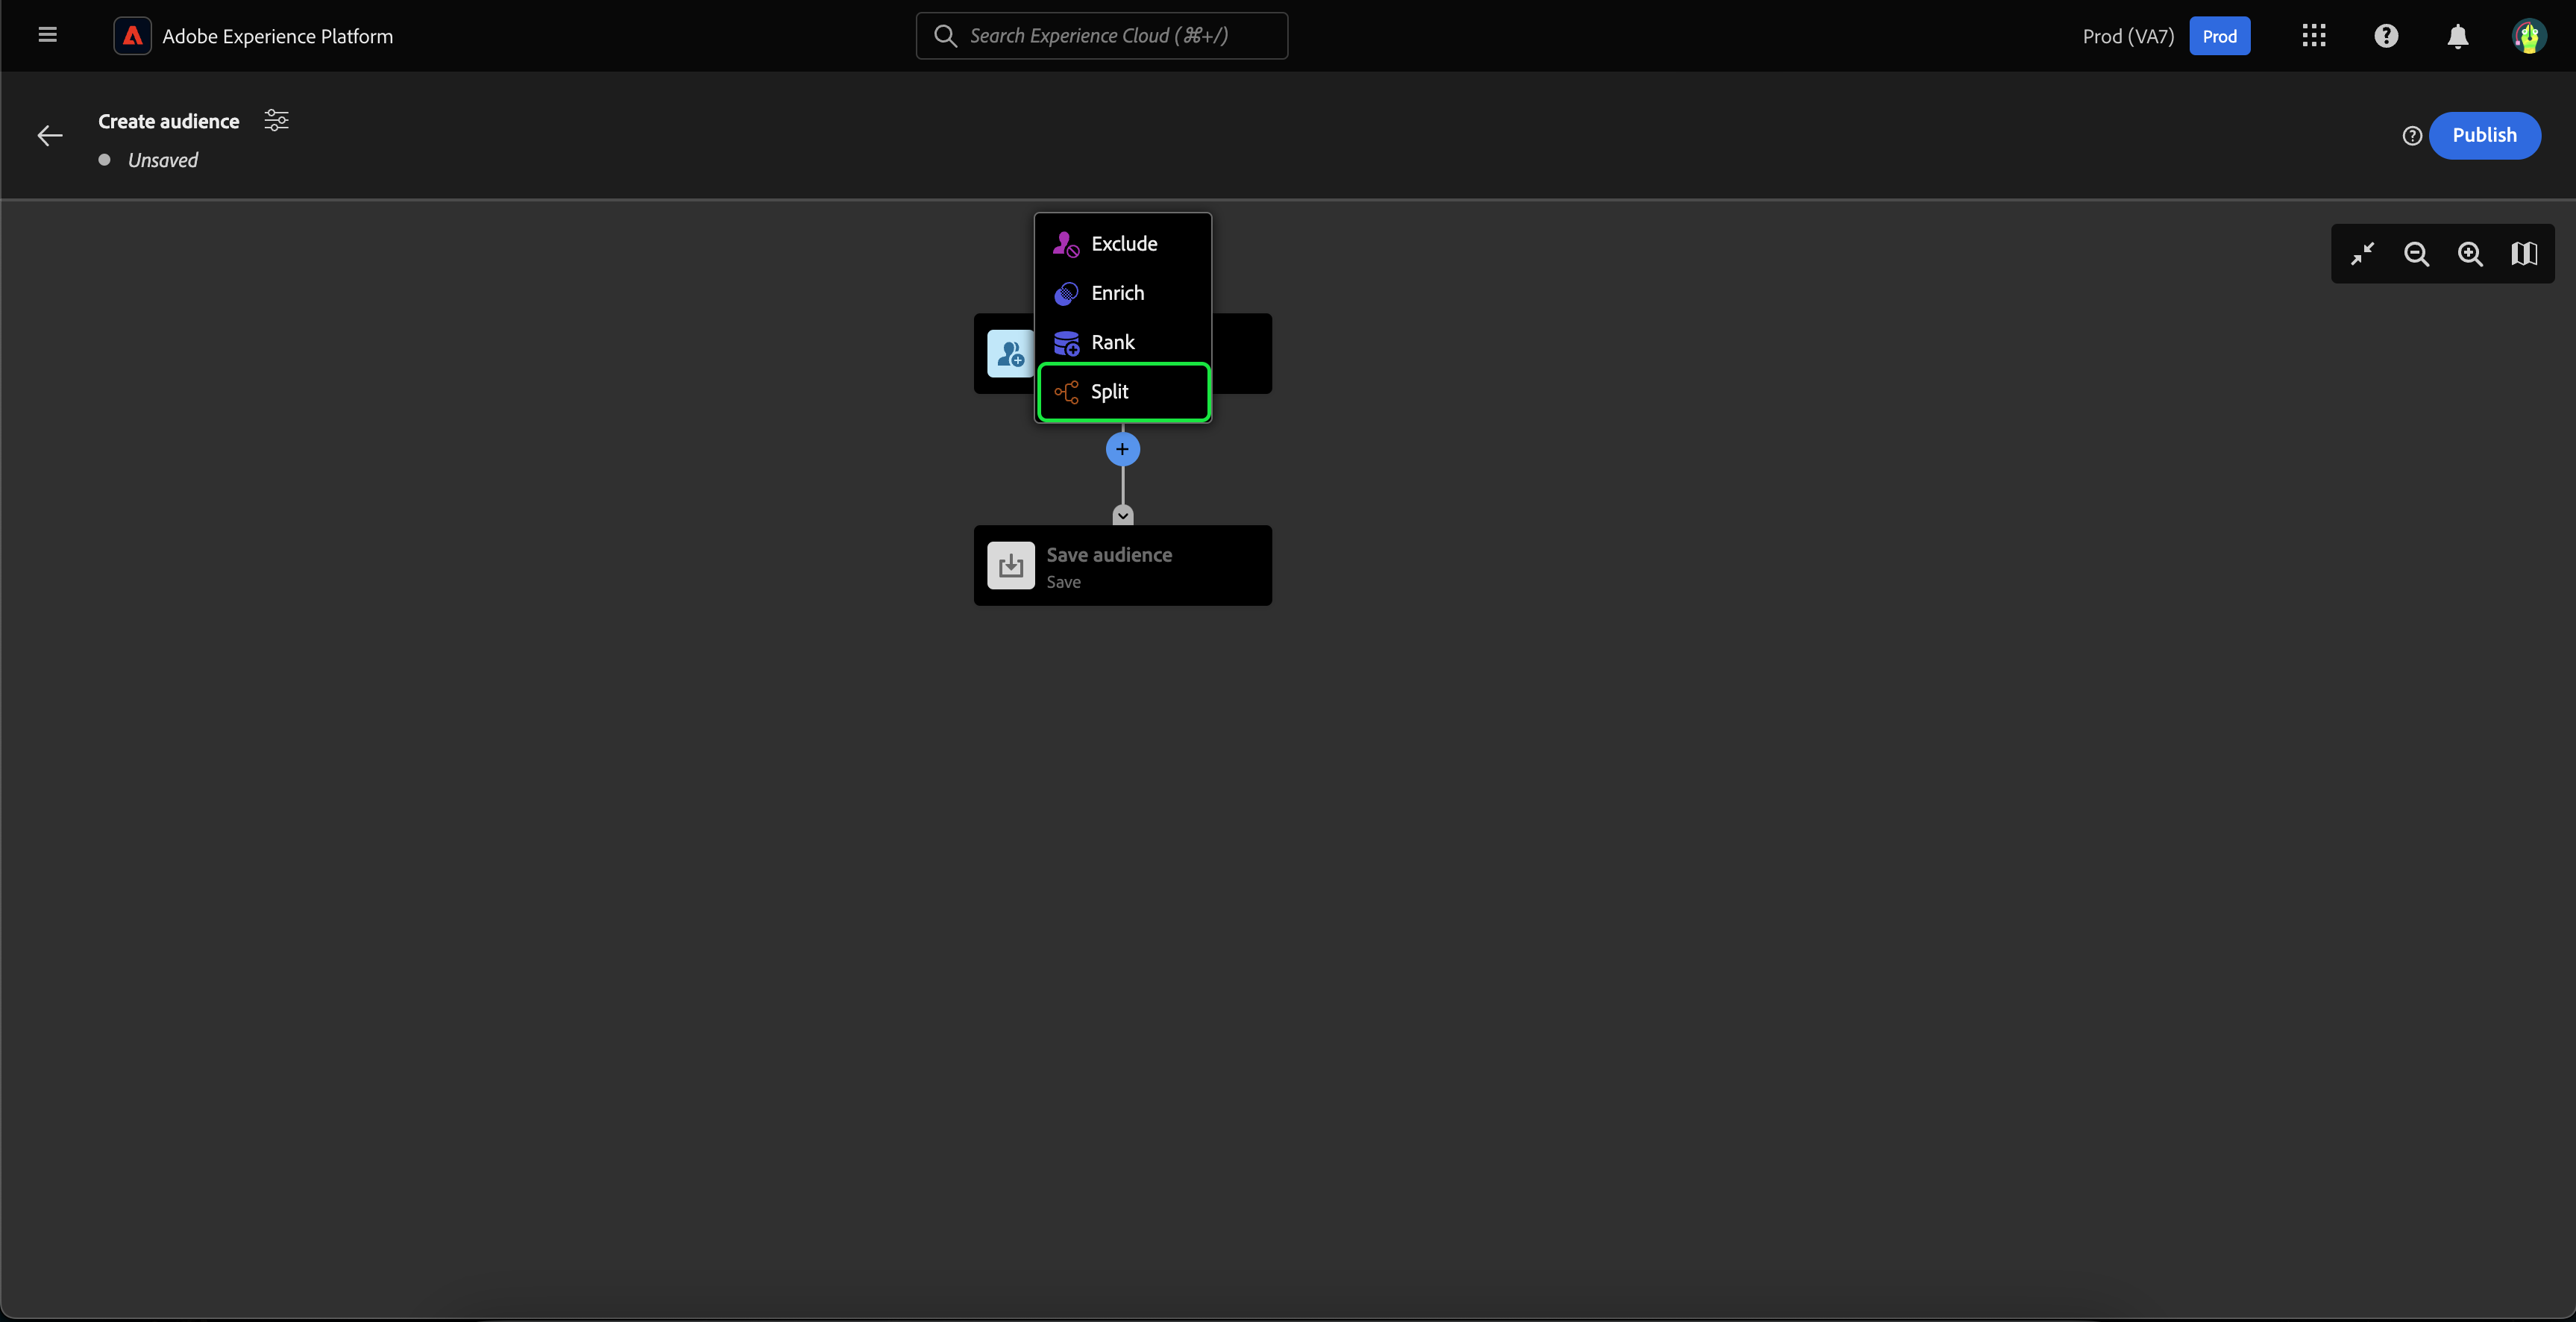 Adobe Experience Platform
Search Experience Cloud (⌘+/)
Prod (VA7)
Prod
Create audience
Unsaved
Publish
Exclude
Enrich
Rank
Split
Save audience
Save